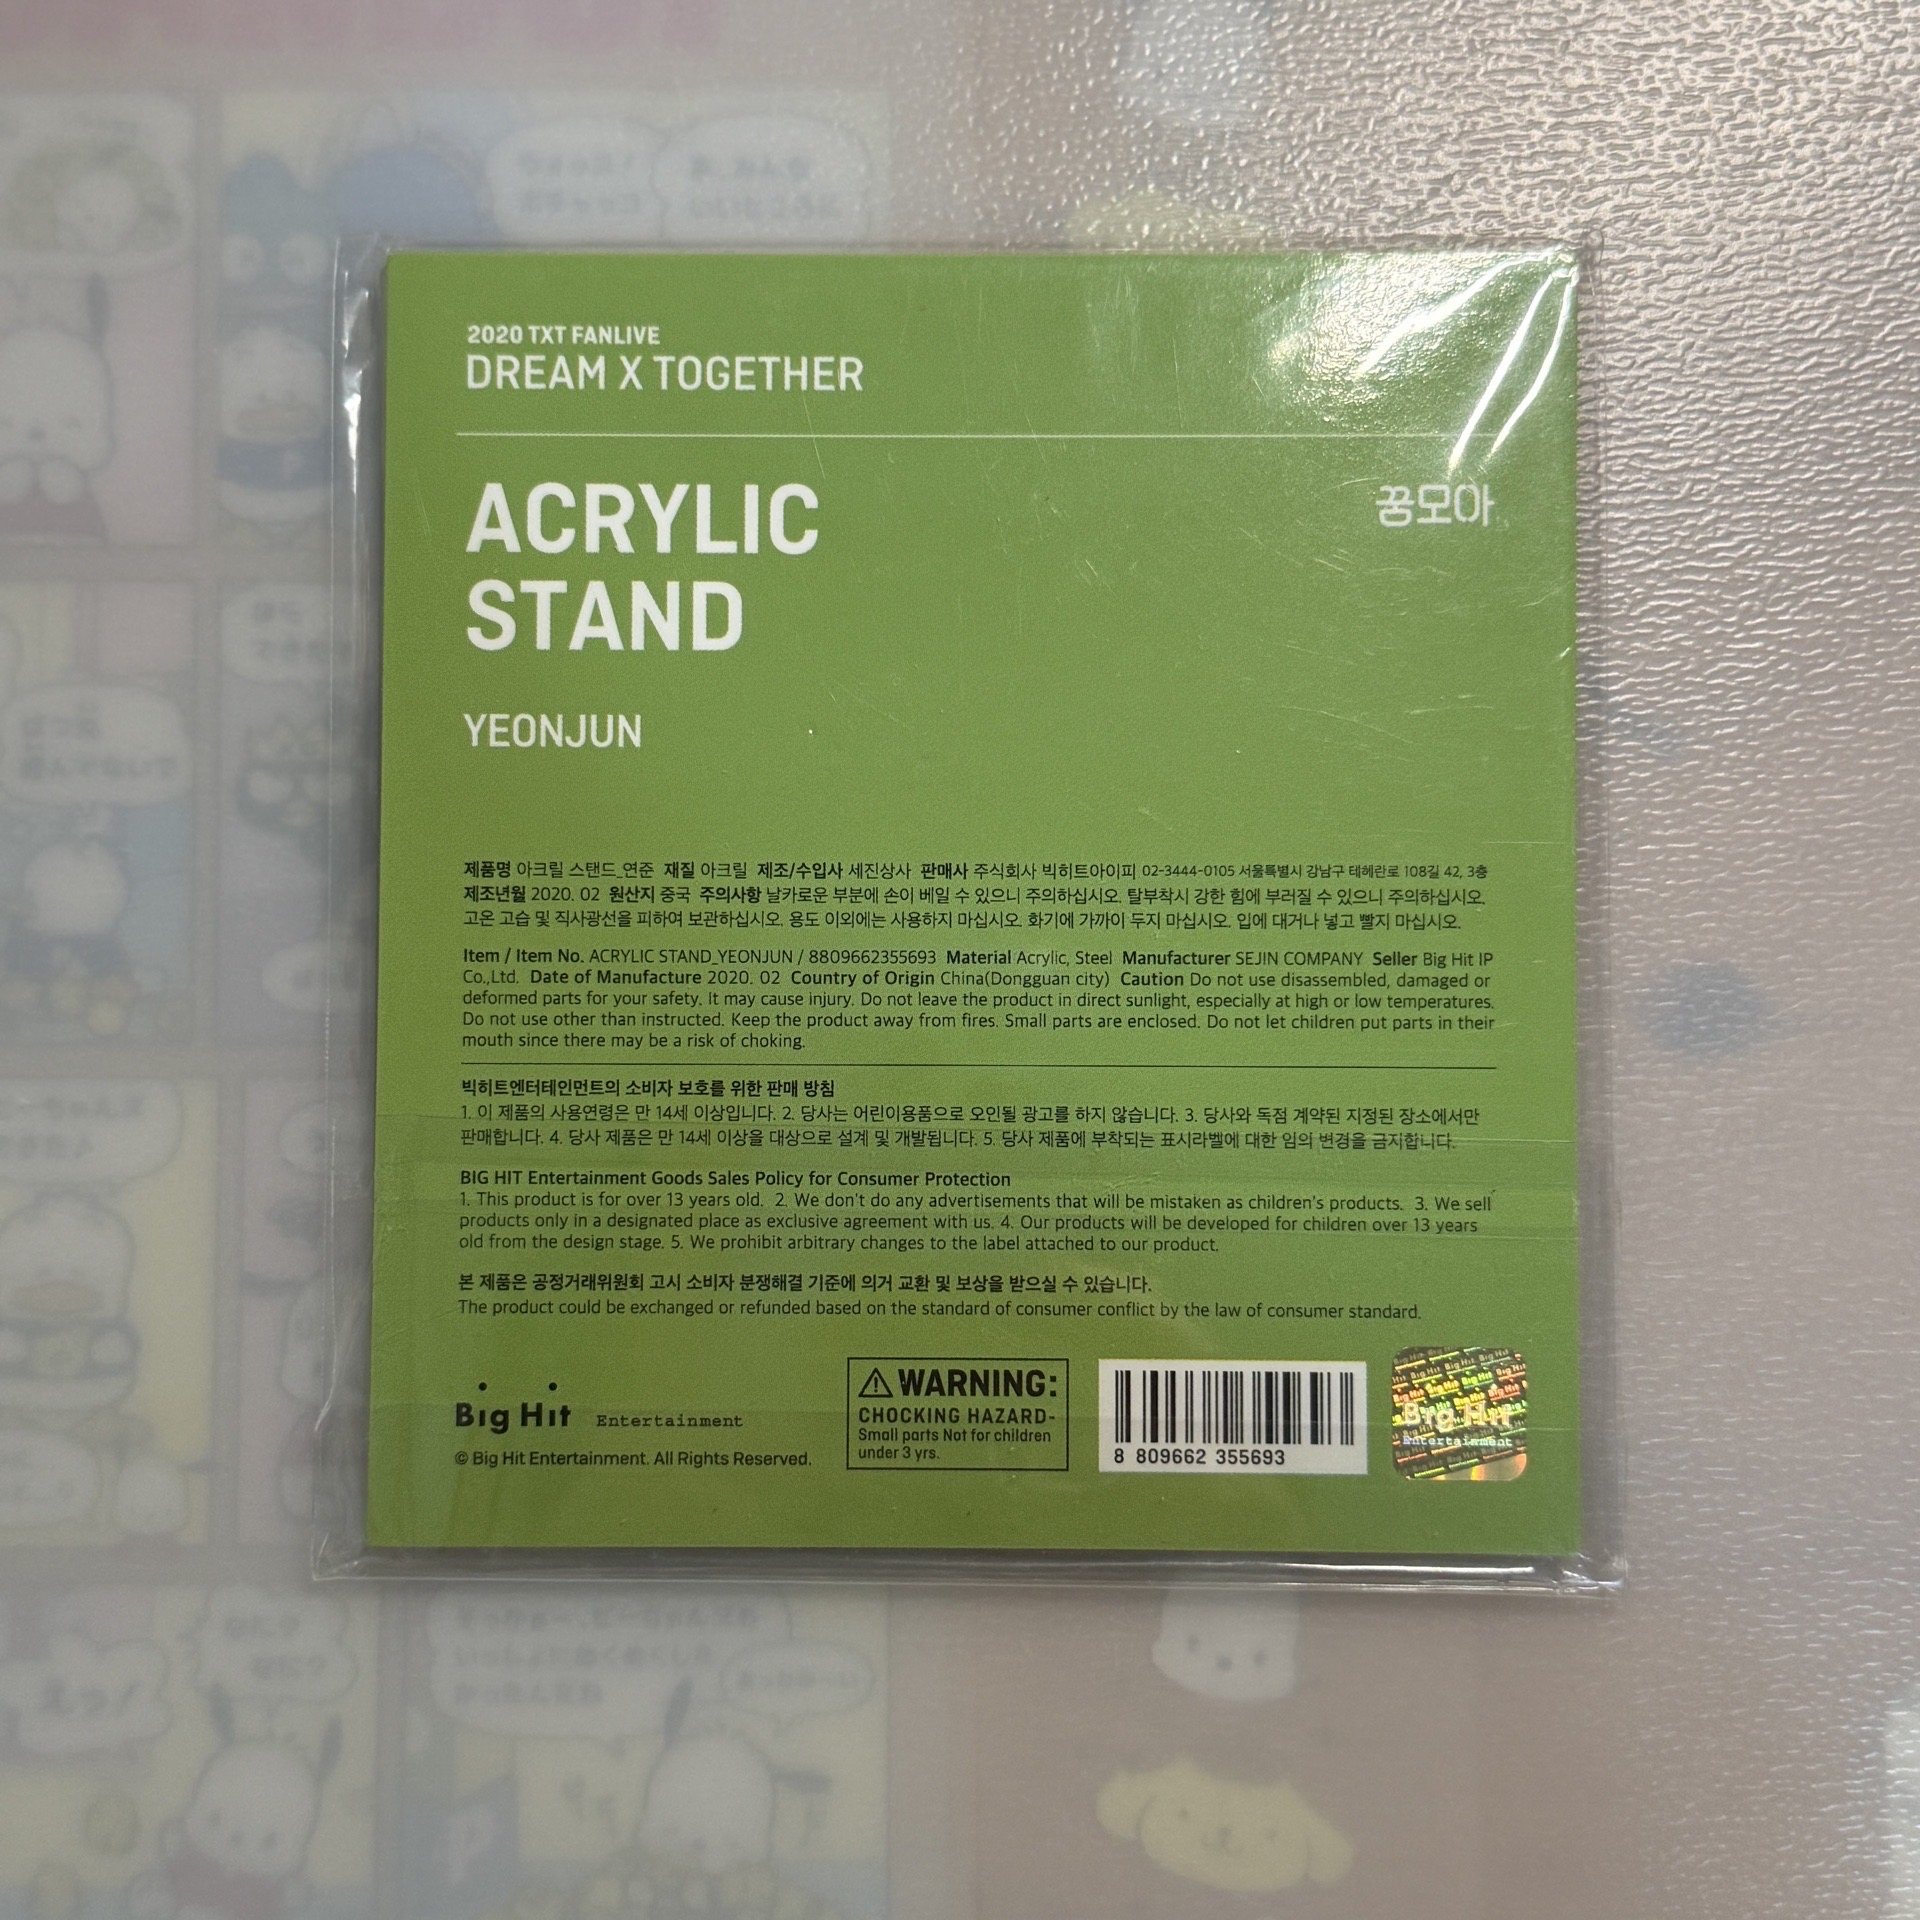 2020 TXT FANLIVE
DREAM X TOGETHER
ACRYLIC
STAND
꿈모아
YEONJUN
제품명 아크릴 스탠드_연준 재질 아크릴 제조/수입사 세진상사 판매사 주식회사 빅히트아이피 02-3444-0105 서울특별시 강남구 테헤란로 108길 42, 3층
제조년월 2020. 02 원산지 중국 주의사항 날카로운 부분에 손이 베일 수 있으니 주의하십시오. 탈부착시 강한 힘에 부러질 수 있으니 주의하십시오.
고온 고습 및 직사광선을 피하여 보관하십시오. 용도 이외에는 사용하지 마십시오. 화기에 가까이 두지 마십시오. 입에 대거나 넣고 빨지 마십시오.
Item / Item No. ACRYLIC STAND_YEONJUN / 8809662355693 Material Acrylic, Steel Manufacturer SEJIN COMPANY Seller Big Hit IP
Co.,Ltd. Date of Manufacture 2020. 02 Country of Origin China(Dongguan city) Caution Do not use disassembled, damaged or
deformed parts for your safety. It may cause injury. Do not leave the product in direct sunlight, especially at high or low temperatures.
Do not use other than instructed. Keep the product away from fires. Small parts are enclosed. Do not let children put parts in their
mouth since there may be a risk of choking.
빅히트엔터테인먼트의 소비자 보호를 위한 판매 방침
1. 이 제품의 사용연령은 만 14세 이상입니다. 2. 당사는 어린이용품으로 오인될 광고를 하지 않습니다. 3. 당사와 독점 계약된 지정된 장소에서만
판매합니다. 4. 당사 제품은 만 14세 이상을 대상으로 설계 및 개발됩니다. 5. 당사 제품에 부착되는 표시라벨에 대한 임의 변경을 금지합니다.
BIG HIT Entertainment Goods Sales Policy for Consumer Protection
1. This product is for over 13 years old. 2. We don't do any advertisements that will be mistaken as children's products. 3. We sell
products only in a designated place as exclusive agreement with us. 4. Our products will be developed for children over 13 years
old from the design stage. 5. We prohibit arbitrary changes to the label attached to our product.
본 제품은 공정거래위원회 고시 소비자 분쟁해결 기준에 의거 교환 및 보상을 받으실 수 있습니다.
The product could be exchanged or refunded based on the standard of consumer conflict by the law of consumer standard.
Big Hit Entertainment
© Big Hit Entertainment. All Rights Reserved.
WARNING:
CHOCKING HAZARD-
Small parts Not for children
under 3 yrs.
8 809662 355693
Big Hit
Entertainment